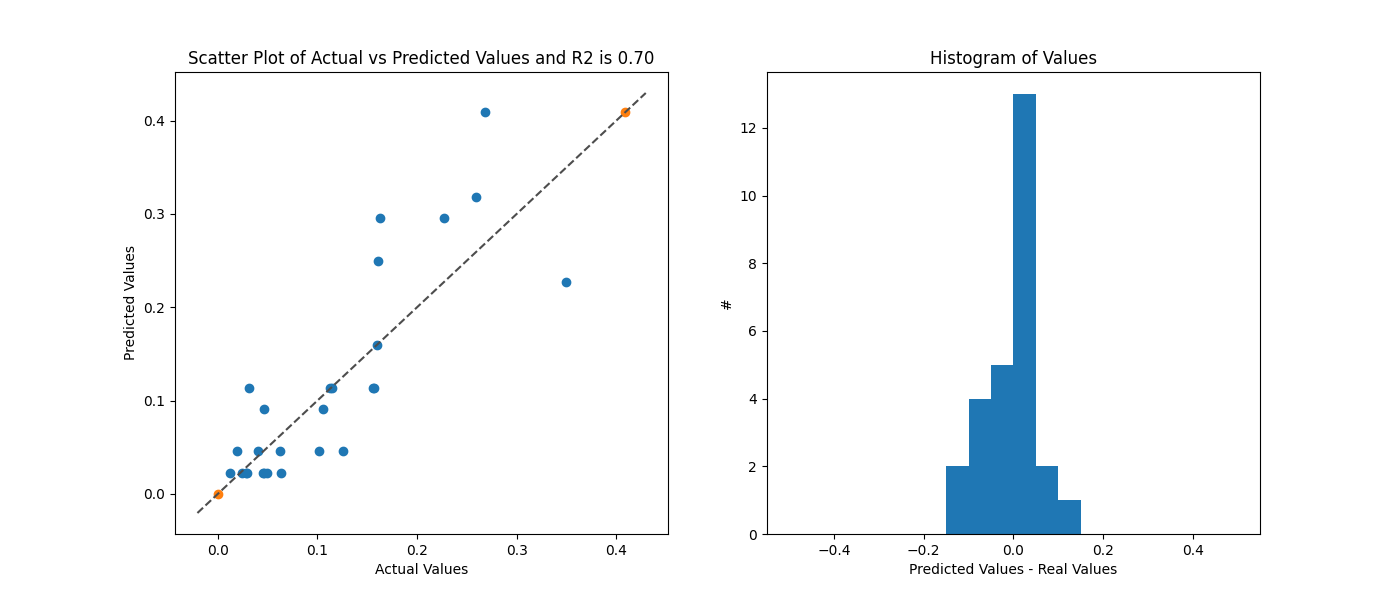 Scatter Plot of Actual vs Predicted Values and R2 is 0.70
Predicted Values
0.4
0.3
0.2
0.1
0.0
0.0 0.1 0.2 0.3 0.4
Actual Values
Histogram of Values
#
12
10
8
6
4
2
0
−0.4 −0.2 0.0 0.2 0.4
Predicted Values - Real Values